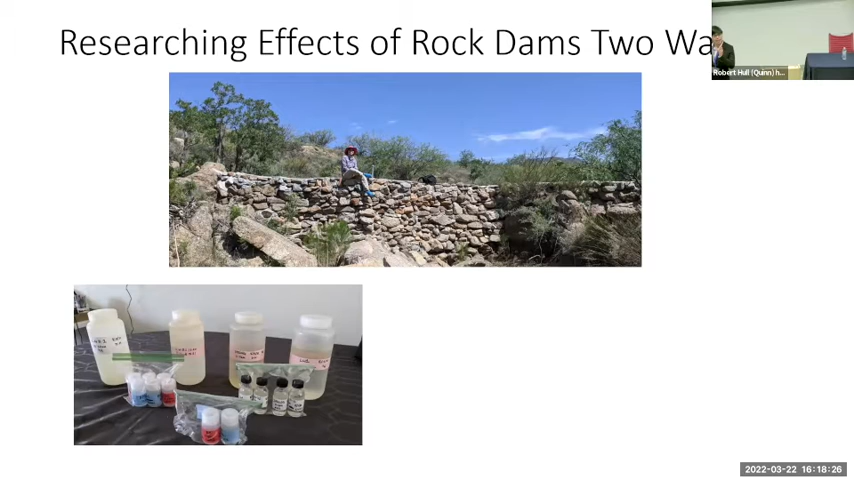 Researching Effects of Rock Dams Two Wa
Robert Hull (Quinn) h...
2022-03-22 16:18:26